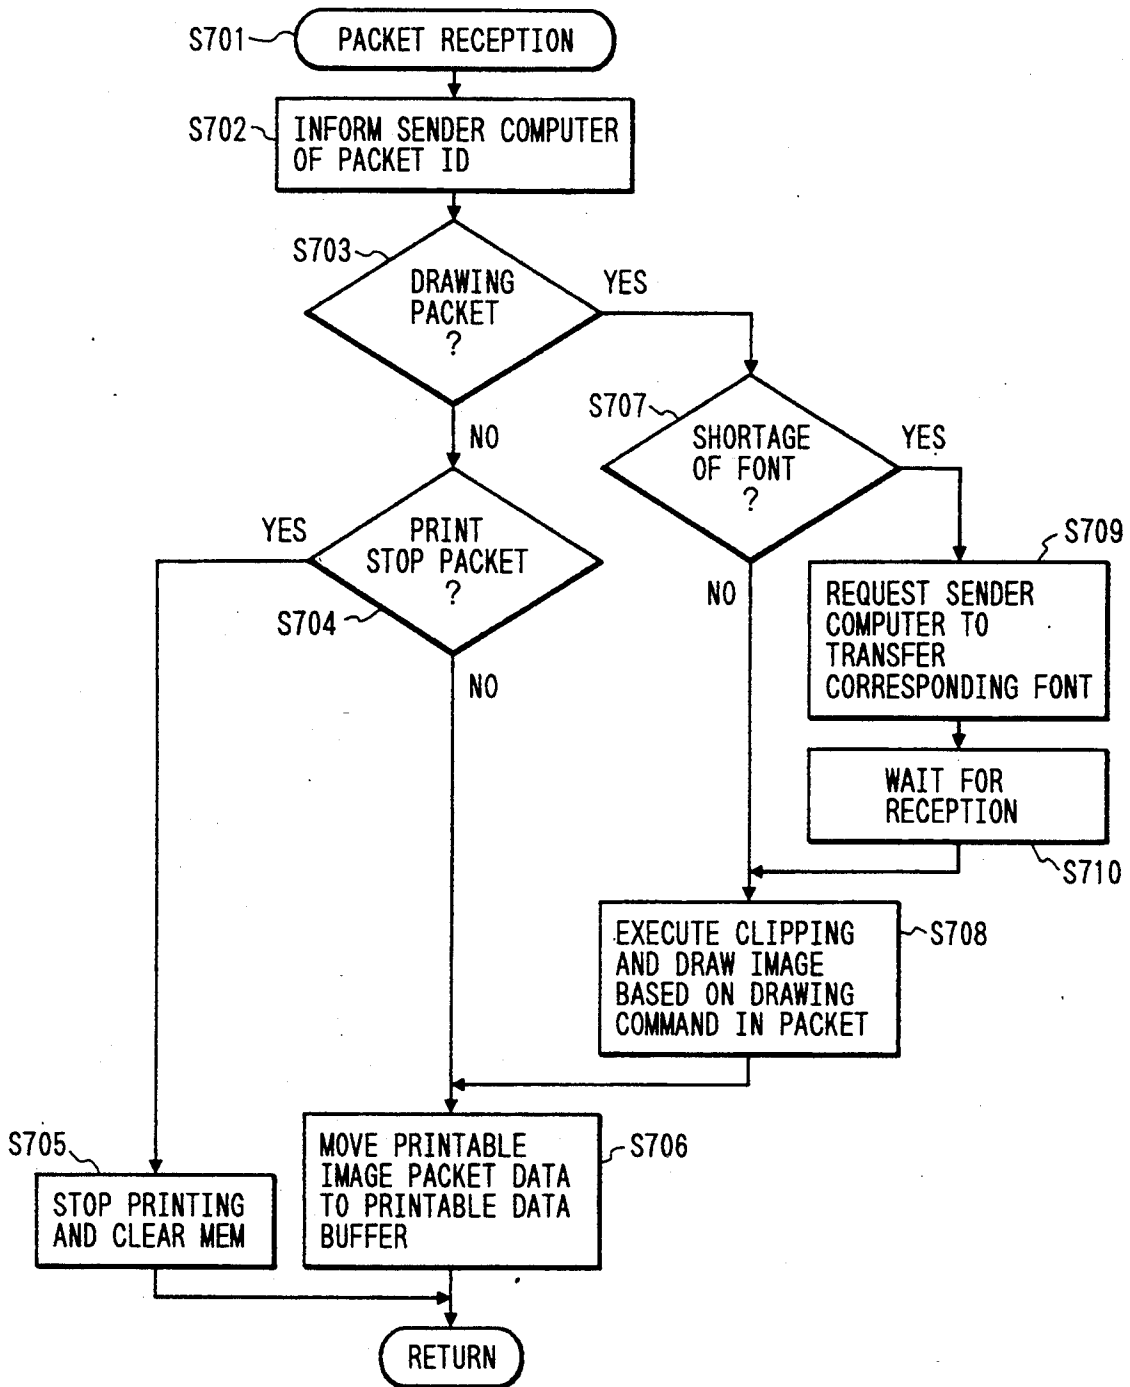 S701
PACKET RECEPTION
S702
INFORM SENDER COMPUTER
OF PACKET ID
S703
DRAWING
PACKET
?
YES
NO
S707
SHORTAGE
OF FONT
?
YES
NO
YES
PRINT
STOP PACKET
?
S704
NO
S709
REQUEST SENDER
COMPUTER TO
TRANSFER
CORRESPONDING FONT
WAIT FOR
RECEPTION
S710
EXECUTE CLIPPING
AND DRAW IMAGE
BASED ON DRAWING
COMMAND IN PACKET
S708
S705
STOP PRINTING
AND CLEAR MEM
MOVE PRINTABLE
IMAGE PACKET DATA
TO PRINTABLE DATA
BUFFER
S706
RETURN